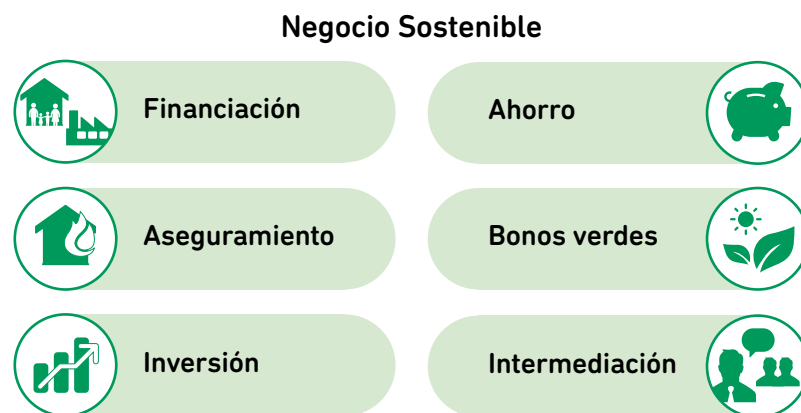 Negocio Sostenible
Financiación
Ahorro
Aseguramiento
Bonos verdes
Inversión
Intermediación